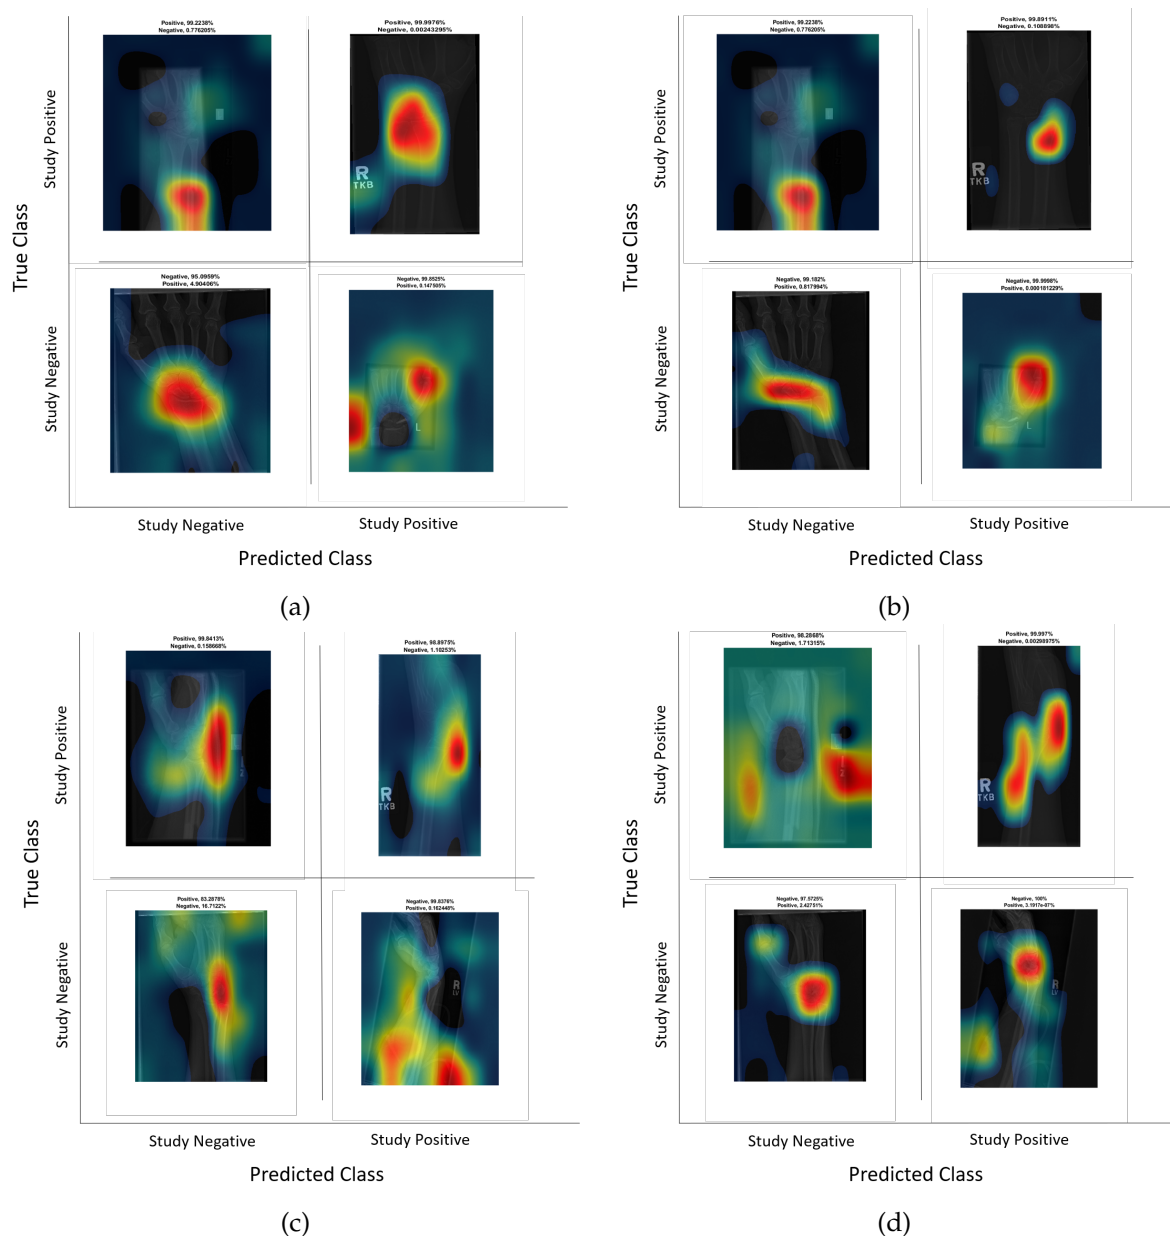 Positive, 99.2238%
Negative, 0.776205%
Positive, 99.9976%
Negative, 0.00243295%
R
TKB
Study Positive
True Class
Negative, 95.0959%
Positive, 4.90406%
Negative, 99.8525%
Positive, 0.147505%
L
Study Negative
Study Negative
Study Positive
Predicted Class
(a)
Positive, 99.2238%
Negative, 0.776205%
Positive, 99.8911%
Negative, 0.108898%
R
TKB
Study Positive
True Class
Negative, 99.182%
Positive, 0.817994%
Negative, 99.9998%
Positive, 0.000181229%
L
Study Negative
Study Negative
Study Positive
Predicted Class
(b)
Positive, 99.8413%
Negative, 0.158668%
Positive, 98.8975%
Negative, 1.10253%
R
TKB
Study Positive
True Class
Positive, 83.2878%
Negative, 16.7122%
Negative, 99.8376%
Positive, 0.162448%
R
LV
Study Negative
Study Negative
Study Positive
Predicted Class
(c)
Positive, 98.2868%
Negative, 1.71315%
Positive, 99.997%
Negative, 0.00298975%
R
TKB
Study Positive
True Class
Negative, 97.5725%
Positive, 2.42751%
Negative, 100%
Positive, 3.1917e-07%
R
LV
Study Negative
Study Negative
Study Positive
Predicted Class
(d)